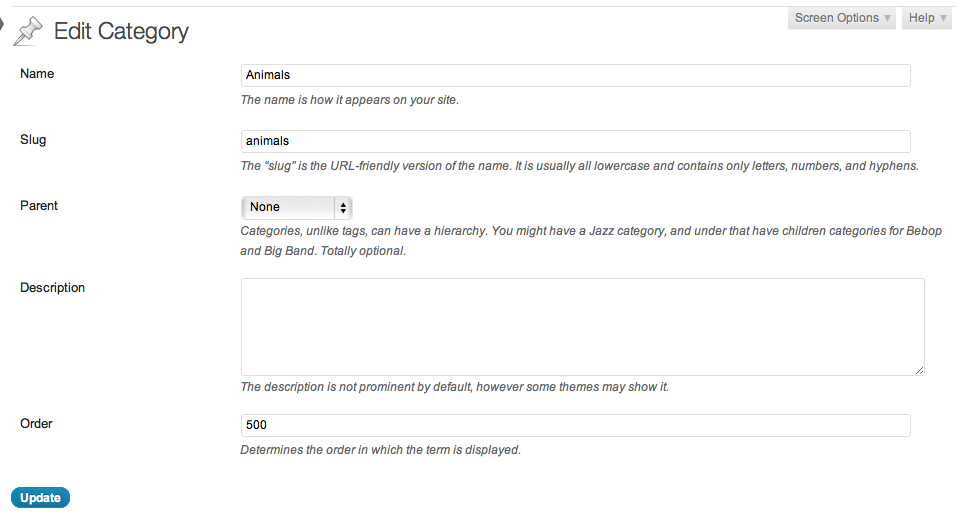 Screen Options Help
Edit Category
Name
Animals
The name is how it appears on your site.
Slug
animals
The “slug” is the URL-friendly version of the name. It is usually all lowercase and contains only letters, numbers, and hyphens.
Parent
None
Categories, unlike tags, can have a hierarchy. You might have a Jazz category, and under that have children categories for Bebop
and Big Band. Totally optional.
Description
The description is not prominent by default, however some themes may show it.
Order
500
Determines the order in which the term is displayed.
Update